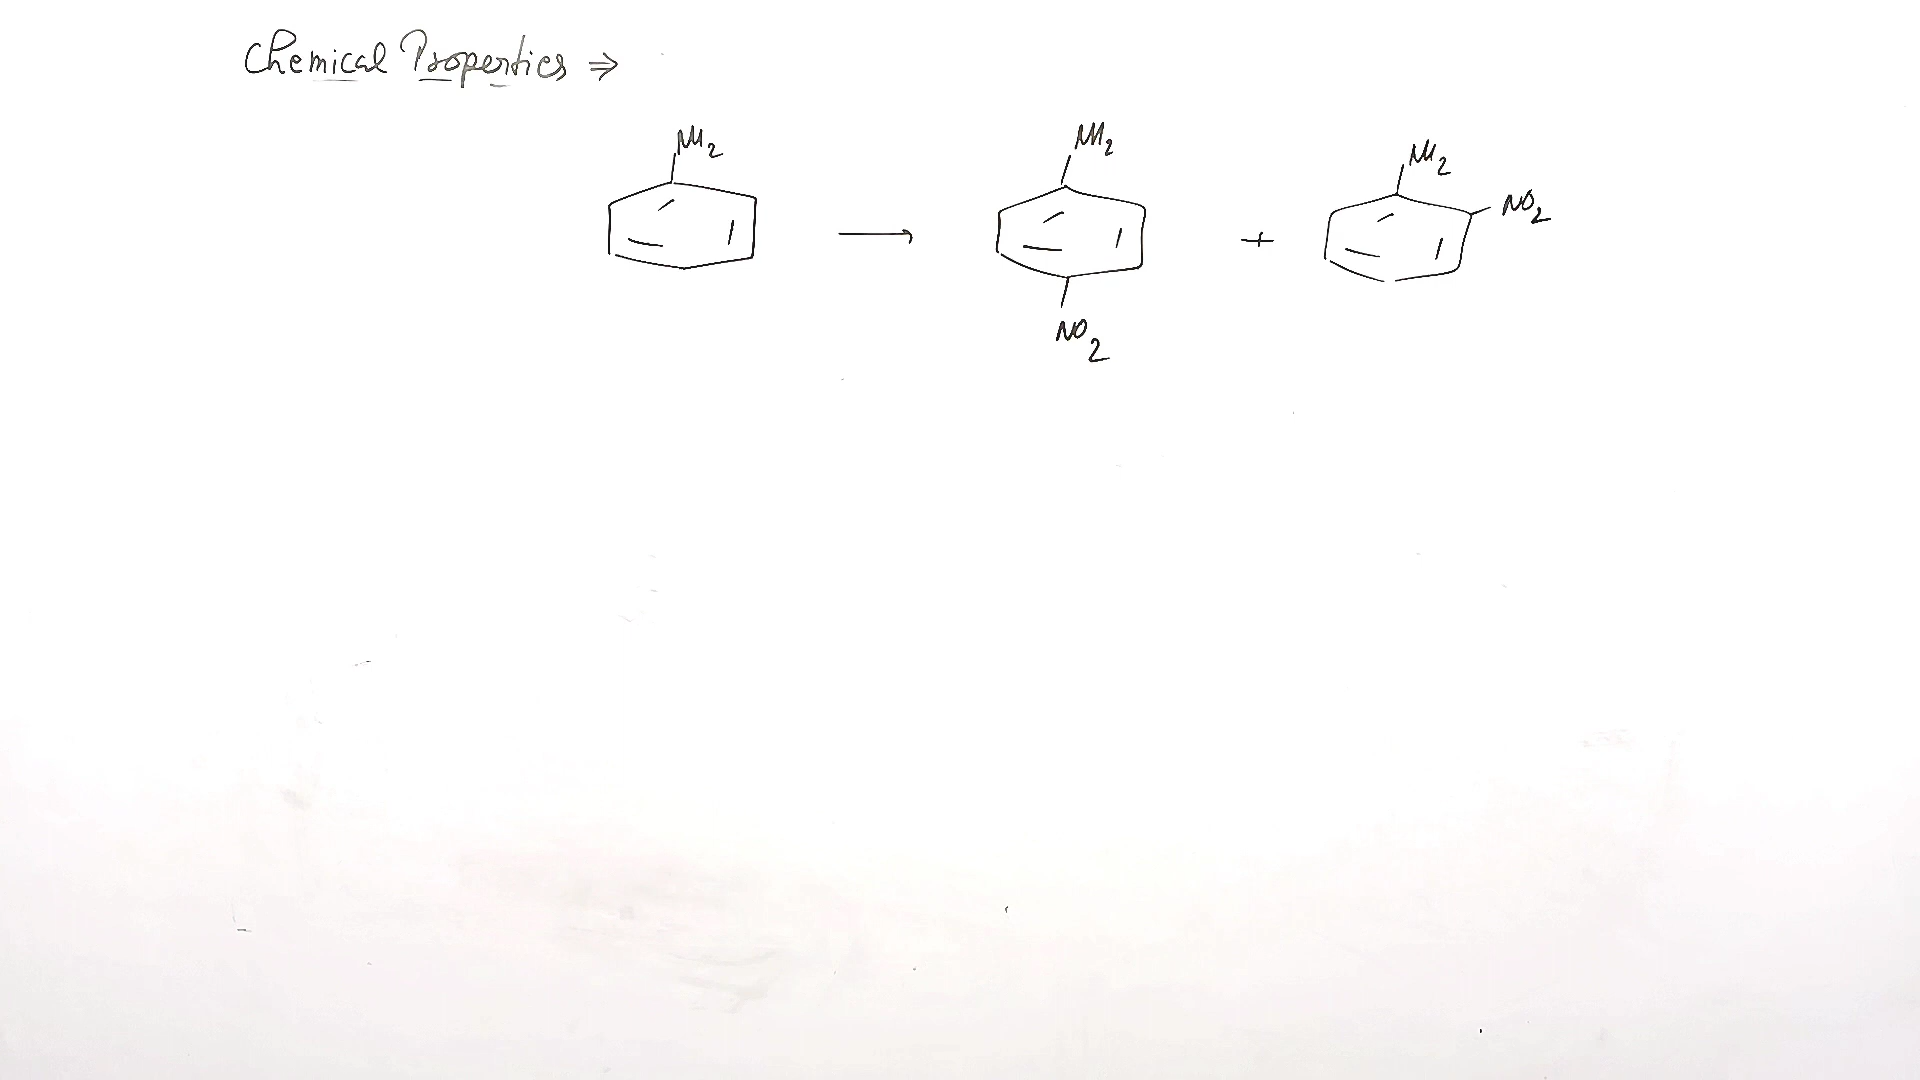 Chemical Properties ⇒
NH2
NH2
NH2
NO2
⟶
+
NO2